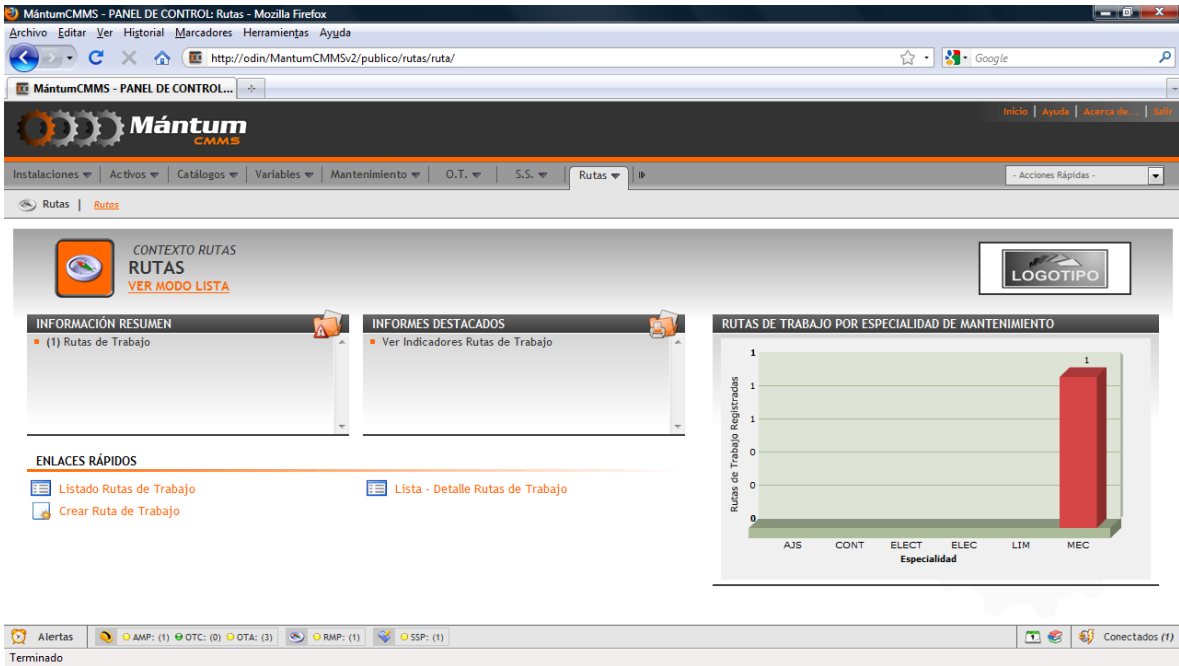 MántumCMMS - PANEL DE CONTROL: Rutas - Mozilla Firefox
Archivo Editar Ver Historial Marcadores Herramientas Ayuda
http://odin/MantumCMMSv2/publico/rutas/ruta/
Google
MántumCMMS - PANEL DE CONTROL...
Mántum
CMMS
Inicio | Ayuda | Acerca de... | Salir
Instalaciones | Activos | Catálogos | Variables | Mantenimiento | O.T. | S.S. | Rutas
- Acciones Rápidas -
Rutas | Rutas
CONTEXTO RUTAS
RUTAS
VER MODO LISTA
LOGOTIPO
INFORMACIÓN RESUMEN
(1) Rutas de Trabajo
INFORMES DESTACADOS
Ver Indicadores Rutas de Trabajo
ENLACES RÁPIDOS
Listado Rutas de Trabajo
Lista - Detalle Rutas de Trabajo
Crear Ruta de Trabajo
RUTAS DE TRABAJO POR ESPECIALIDAD DE MANTENIMIENTO
Rutas de Trabajo Registradas
1
1
1
0
0
0
1
AJS CONT ELECT ELEC LIM MEC
Especialidad
Alertas AMP: (1) OTC: (0) OTA: (3) RMP: (1) SSP: (1)
1
Conectados (1)
Terminado